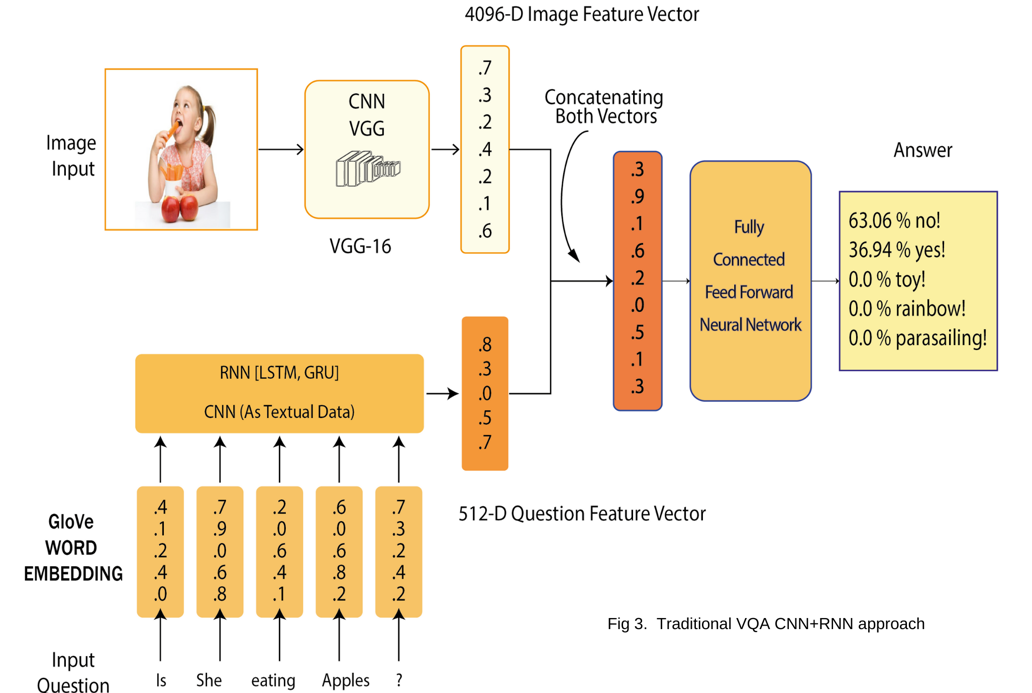 4096-D Image Feature Vector
Image
Input
CNN
VGG
VGG-16
.7
.3
.2
.4
.2
.1
.6
Concatenating
Both Vectors
.3
.9
.1
.6
.2
.0
.5
.1
.3
Fully
Connected
Feed Forward
Neural Network
Answer
63.06 % no!
36.94 % yes!
0.0 % toy!
0.0 % rainbow!
0.0 % parasailing!
RNN [LSTM, GRU]
CNN (As Textual Data)
.8
.3
.0
.5
.7
512-D Question Feature Vector
GloVe
WORD
EMBEDDING
.4 .7 .2 .6 .7
.1 .9 .0 .0 .3
.2 .0 .6 .6 .2
.4 .6 .4 .8 .4
.0 .8 .1 .2 .2
Input
Question
Is She eating Apples ?
Fig 3. Traditional VQA CNN+RNN approach